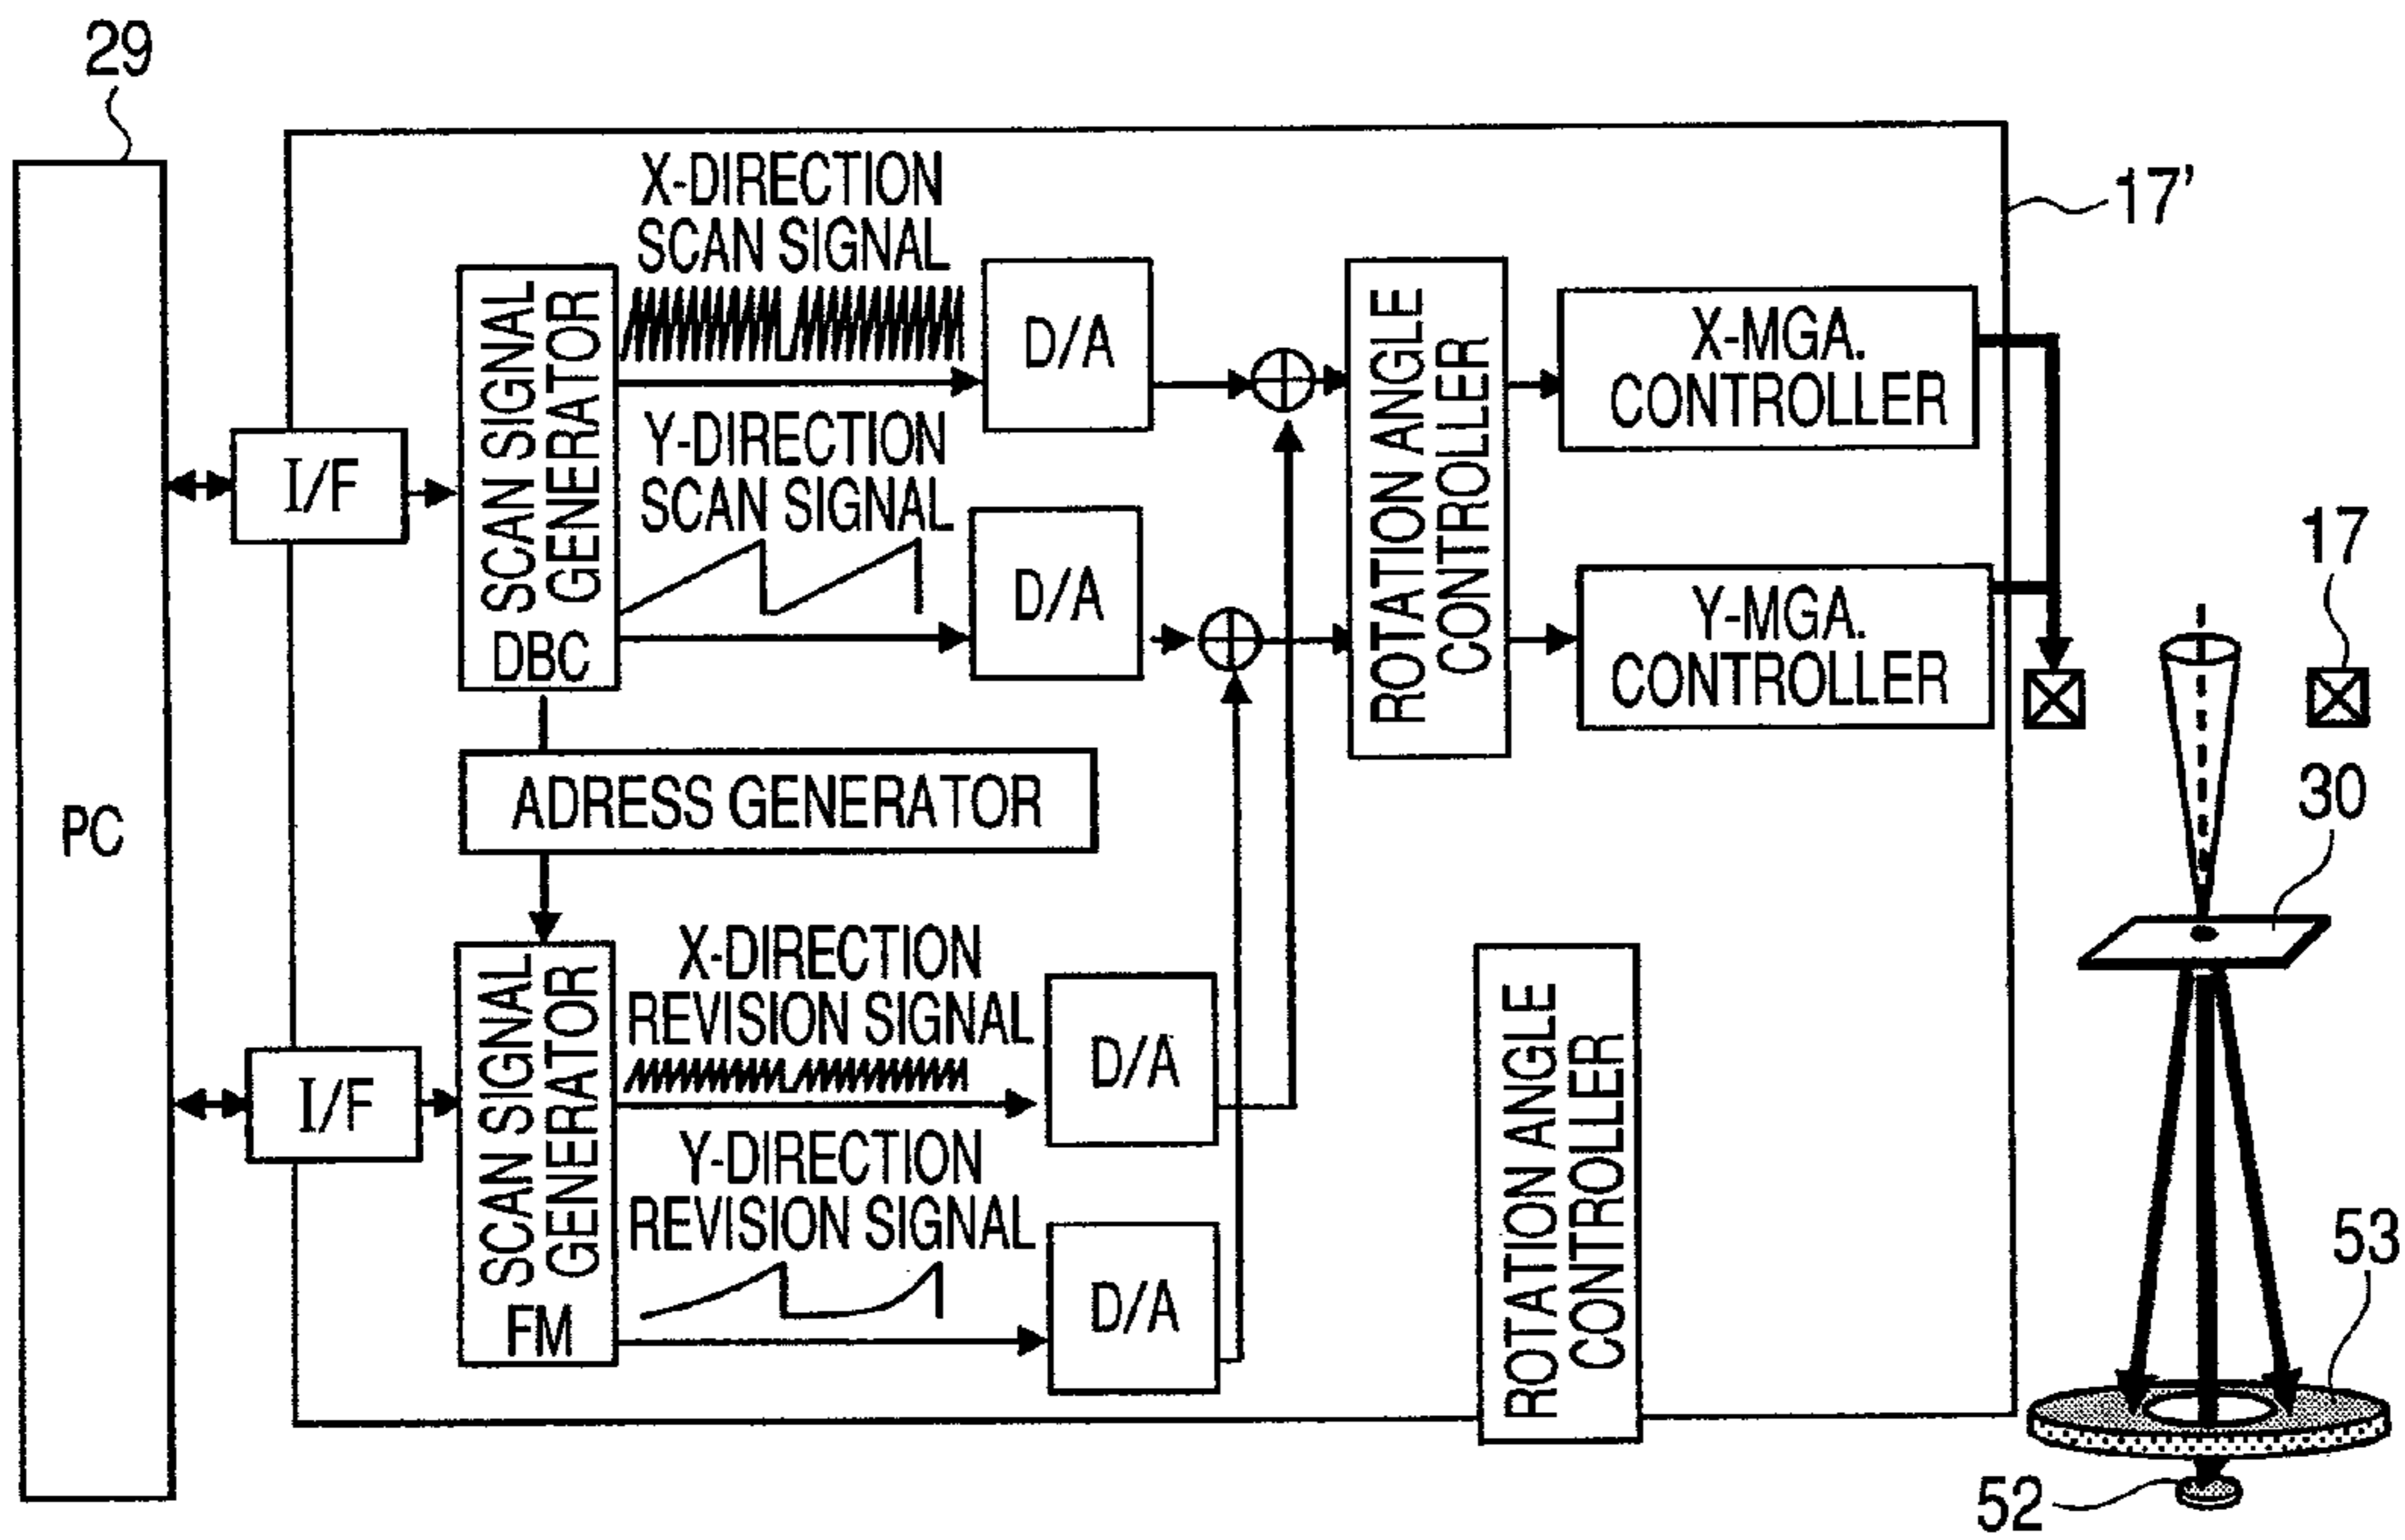 29
X-DIRECTION
SCAN SIGNAL
17'
SCAN SIGNAL
GENERATOR
DBC
D/A
ROTATION ANGLE
CONTROLLER
X-MGA.
CONTROLLER
Y-DIRECTION
SCAN SIGNAL
I/F
D/A
Y-MGA.
CONTROLLER
17
PC
ADRESS GENERATOR
30
X-DIRECTION
REVISION SIGNAL
SCAN SIGNAL
GENERATOR
FM
D/A
ROTATION ANGLE
CONTROLLER
I/F
Y-DIRECTION
REVISION SIGNAL
D/A
53
52